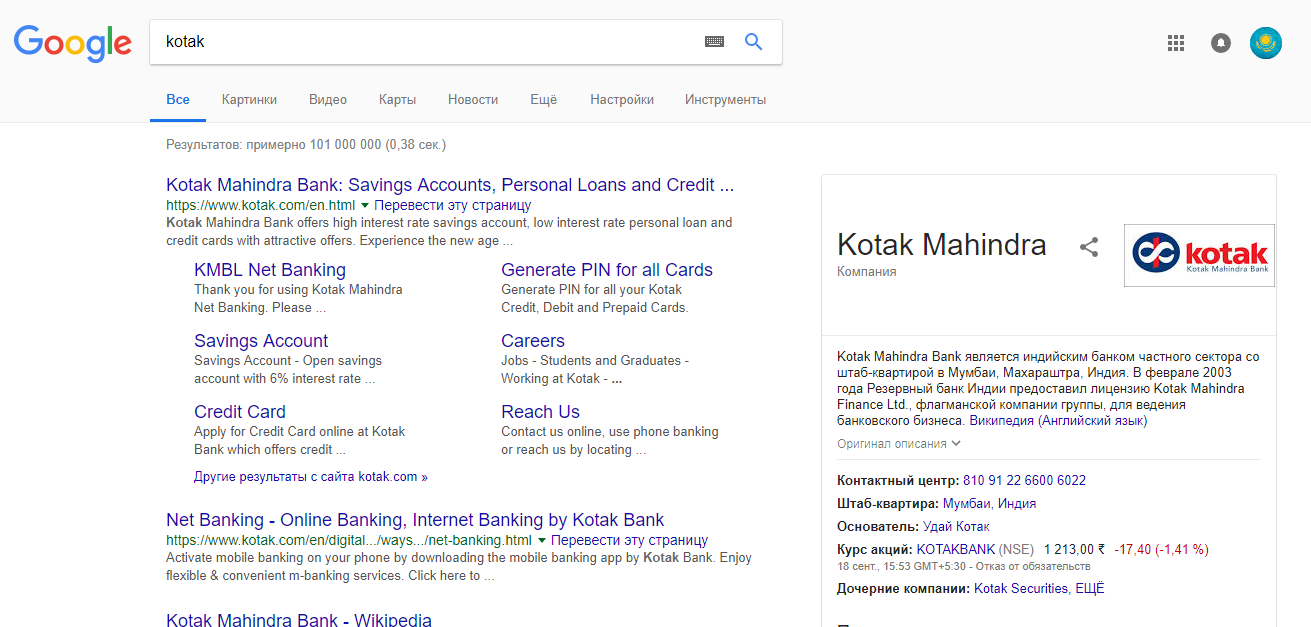 Google
kotak
Все Картинки Видео Карты Новости Ещё Настройки Инструменты
Результатов: примерно 101 000 000 (0,38 сек.)
Kotak Mahindra Bank: Savings Accounts, Personal Loans and Credit ...
https://www.kotak.com/en.html Перевести эту страницу
Kotak Mahindra Bank offers high interest rate savings account, low interest rate personal loan and
credit cards with attractive offers. Experience the new age ...
KMBL Net Banking
Thank you for using Kotak Mahindra
Net Banking. Please ...
Generate PIN for all Cards
Generate PIN for all your Kotak
Credit, Debit and Prepaid Cards.
Savings Account
Savings Account - Open savings
account with 6% interest rate ...
Careers
Jobs - Students and Graduates -
Working at Kotak - ...
Credit Card
Apply for Credit Card online at Kotak
Bank which offers credit ...
Reach Us
Contact us online, use phone banking
or reach us by locating ...
Другие результаты с сайта kotak.com »
Net Banking - Online Banking, Internet Banking by Kotak Bank
https://www.kotak.com/en/digital.../ways.../net-banking.html Перевести эту страницу
Activate mobile banking on your phone by downloading the mobile banking app by Kotak Bank. Enjoy
flexible & convenient m-banking services. Click here to ...
Kotak Mahindra Bank - Wikipedia
Kotak Mahindra
Компания
kotak
Kotak Mahindra Bank
Kotak Mahindra Bank является индийским банком частного сектора со
штаб-квартирой в Мумбаи, Махараштра, Индия. В феврале 2003
года Резервный банк Индии предоставил лицензию Kotak Mahindra
Finance Ltd., флагманской компании группы, для ведения
банковского бизнеса. Википедия (Английский язык)
Оригинал описания
Контактный центр: 810 91 22 6600 6022
Штаб-квартира: Мумбаи, Индия
Основатель: Удай Котак
Курс акций: KOTAKBANK (NSE) 1 213,00 ₹ -17,40 (-1,41 %)
18 сент., 15:53 GMT+5:30 - Отказ от обязательств
Дочерние компании: Kotak Securities, ЕЩЁ